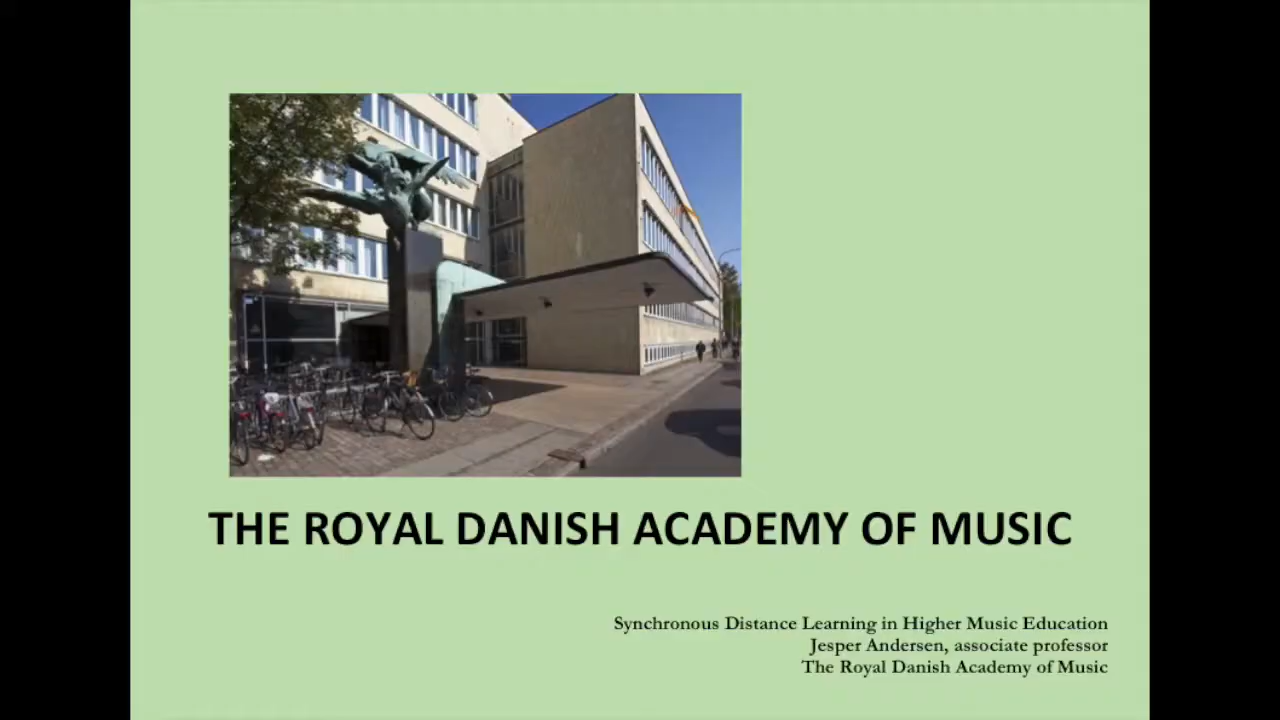 THE ROYAL DANISH ACADEMY OF MUSIC
Synchronous Distance Learning in Higher Music Education
Jesper Andersen, associate professor
The Royal Danish Academy of Music